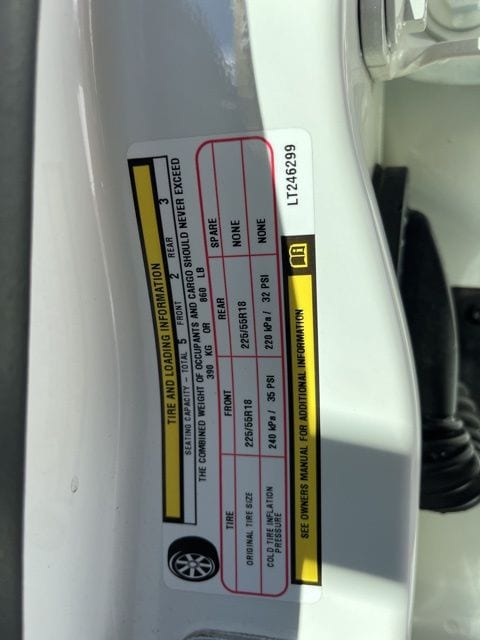 TIRE AND LOADING INFORMATION
SEATING CAPACITY - TOTAL 5 FRONT 2 REAR 3
THE COMBINED WEIGHT OF OCCUPANTS AND CARGO SHOULD NEVER EXCEED
390 KG OR 860 LB
TIRE FRONT REAR SPARE
ORIGINAL TIRE SIZE 225/55R18 225/55R18 NONE
COLD TIRE INFLATION PRESSURE 240 kPa / 35 PSI 220 kPa / 32 PSI NONE
SEE OWNERS MANUAL FOR ADDITIONAL INFORMATION
LT246299